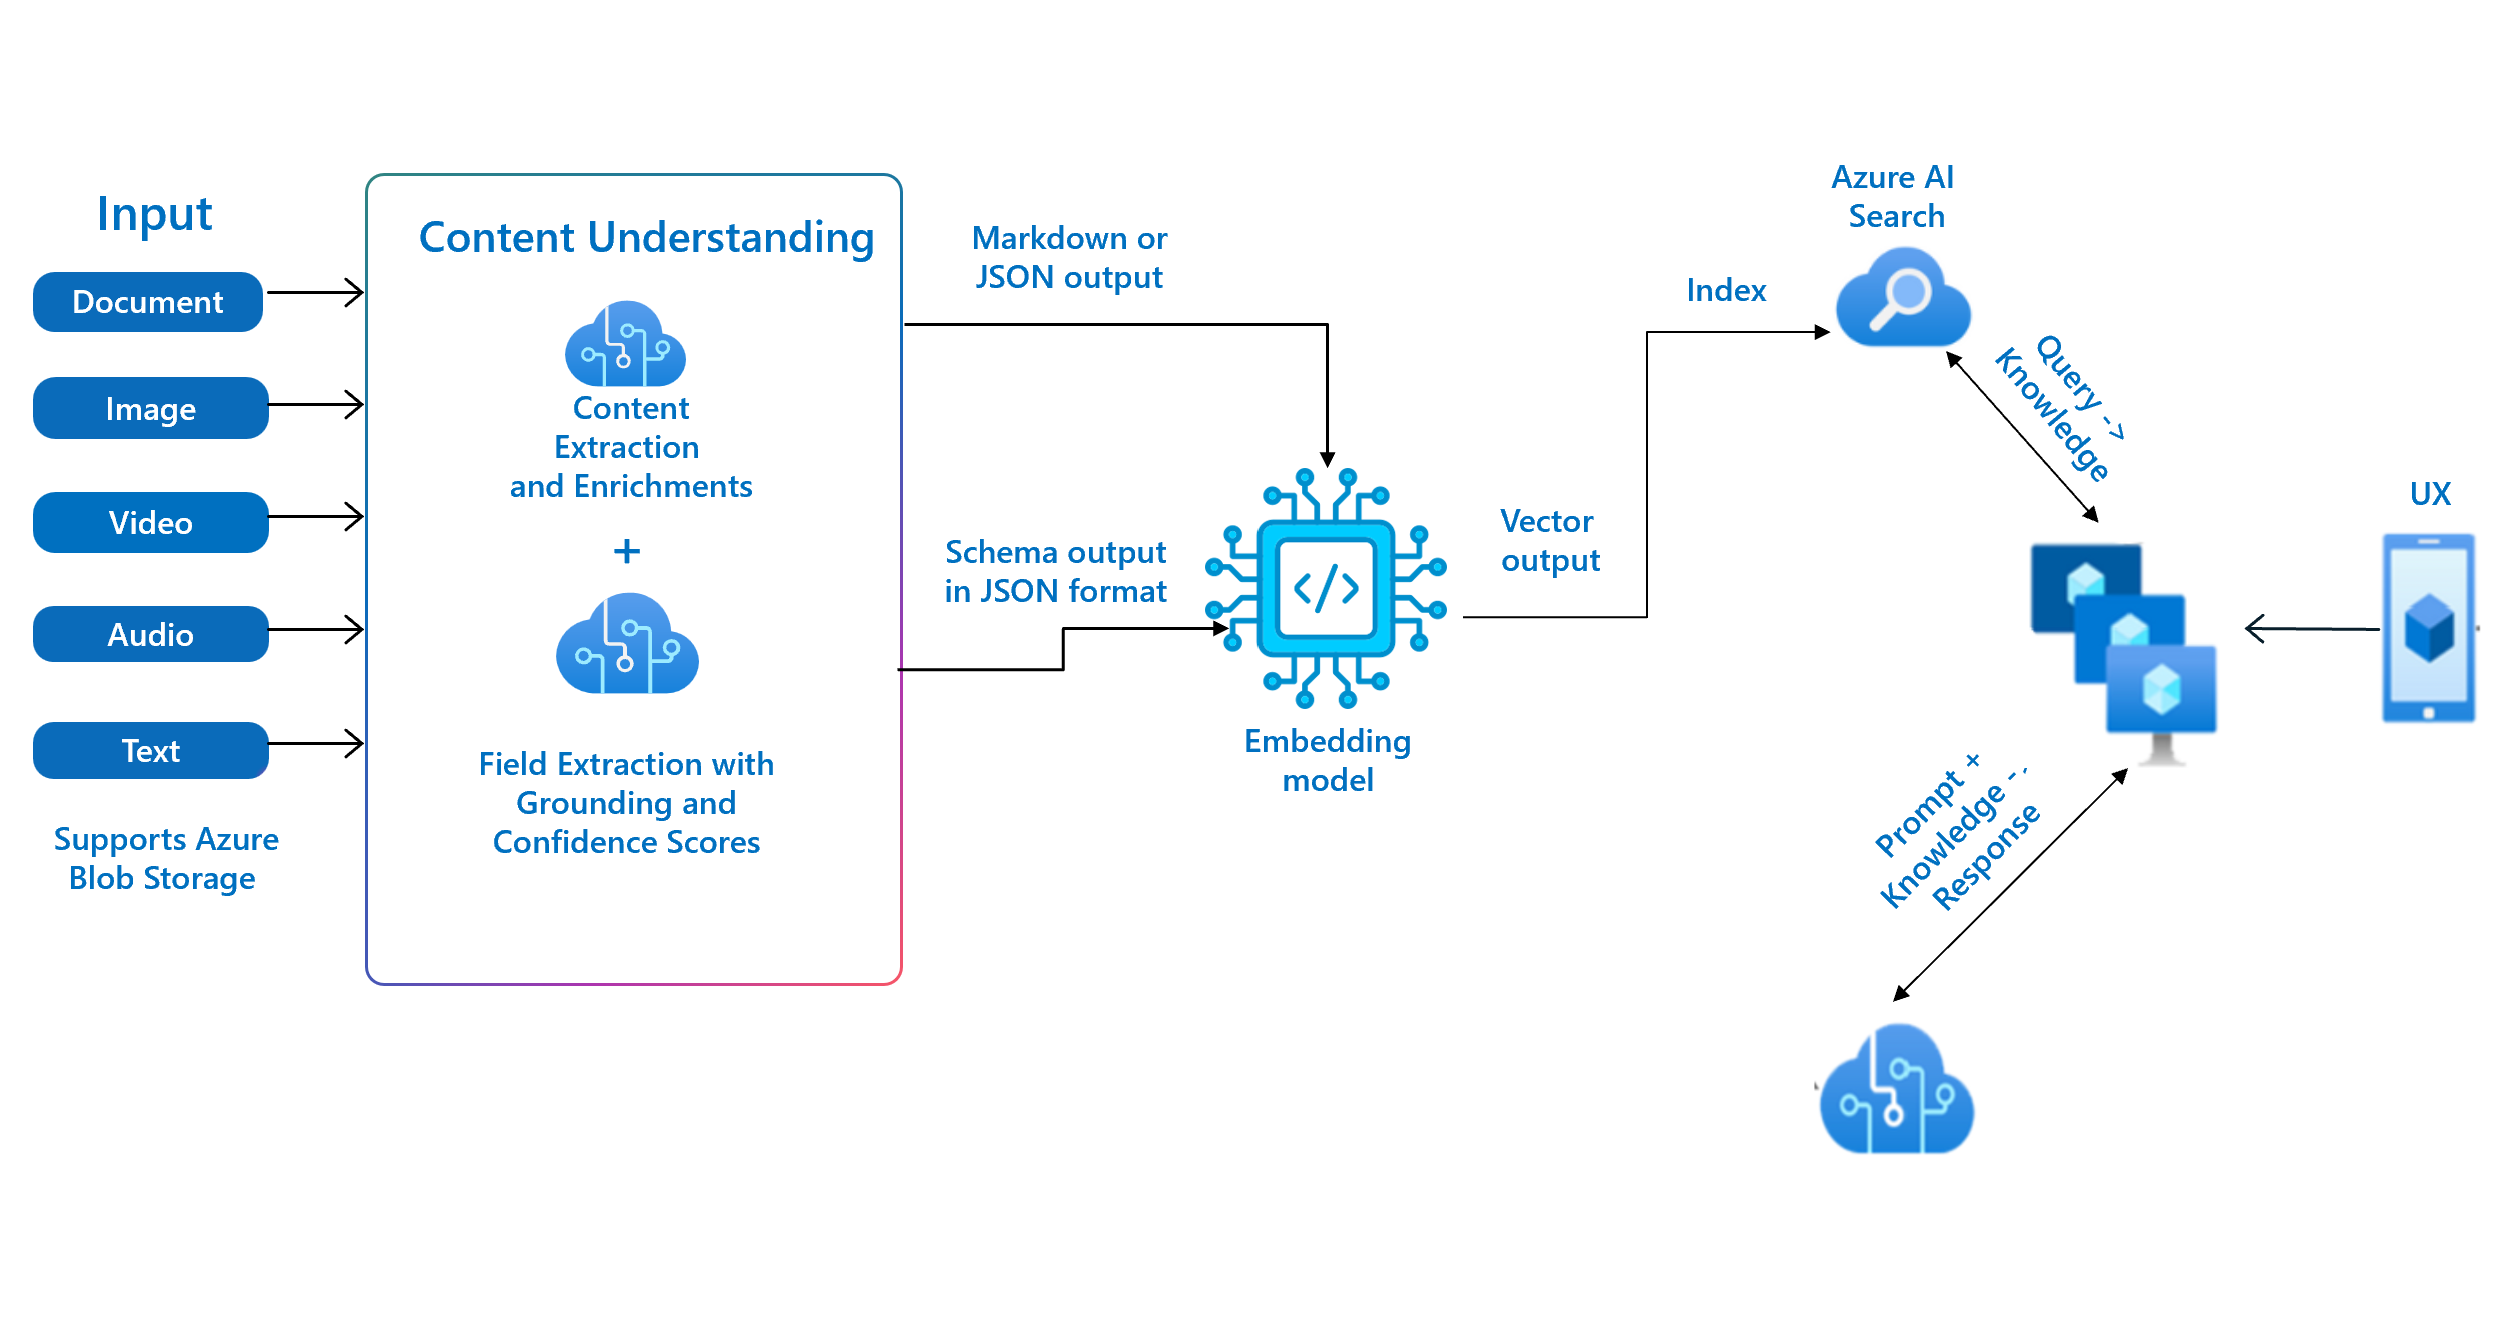 Input
Document
Image
Video
Audio
Text
Supports Azure
Blob Storage
Content Understanding
Content
Extraction
and Enrichments
+
Field Extraction with
Grounding and
Confidence Scores
Markdown or
JSON output
Schema output
in JSON format
</>
Embedding
model
Vector
output
Index
Azure AI
Search
Query ->
Knowledge
UX
Prompt +
Knowledge -
Response